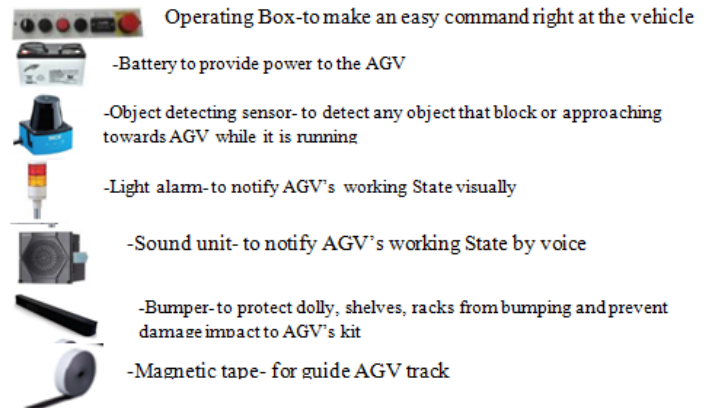 Operating Box-to make an easy command right at the vehicle
-Battery to provide power to the AGV
-Object detecting sensor- to detect any object that block or approaching
towards AGV while it is running
-Light alarm- to notify AGV's working State visually
-Sound unit- to notify AGV's working State by voice
-Bumper- to protect dolly, shelves, racks from bumping and prevent
damage impact to AGV's kit
-Magnetic tape- for guide AGV track